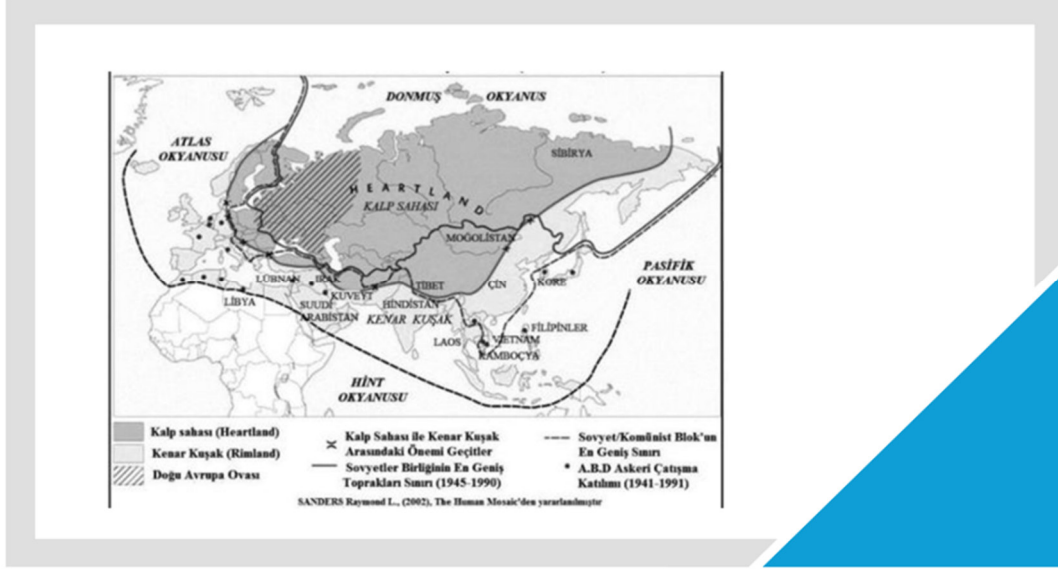 DONMUŞ OKYANUS
ATLAS
OKYANUSU
SİBİRYA
HEARTLAND
KALP SAHASI
MOĞOLİSTAN
PASİFİK
OKYANUSU
LÜBNAN
IRAK
TİBET
ÇİN
KORE
KUVEYT
LİBYA
SUUDİ
ARABİSTAN
HİNDİSTAN
KENAR KUŞAK
FİLİPİNLER
LAOS
VİETNAM
KAMBOÇYA
HİNT
OKYANUSU
Kalp sahası (Heartland)
Kenar Kuşak (Rimland)
Doğu Avrupa Ovası
Kalp Sahası ile Kenar Kuşak
Arasındaki Önemi Geçitler
Sovyetler Birliğinin En Geniş
Toprakları Sınırı (1945-1990)
Sovyet/Komünist Blok'un
En Geniş Sınırı
A.B.D Askeri Çatışma
Katılımı (1941-1991)
SANDERS Raymond L., (2002), The Human Mosaic'den yararlanılmıştır